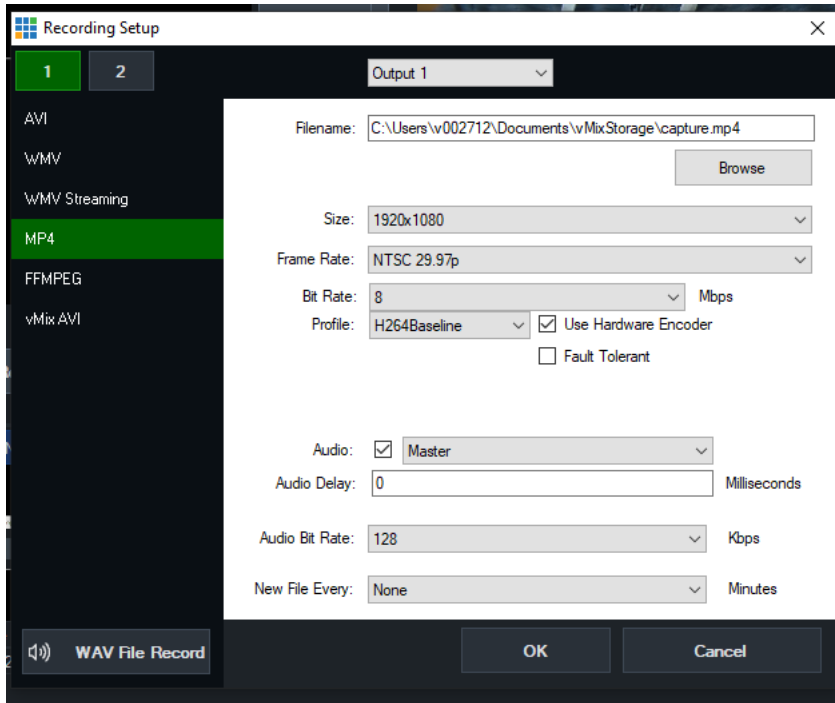 Recording Setup
1 2 Output 1
AVI
WMV
WMV Streaming
MP4
FFMPEG
vMix AVI
Filename: C:\Users\v002712\Documents\vMixStorage\capture.mp4
Browse
Size: 1920x1080
Frame Rate: NTSC 29.97p
Bit Rate: 8 Mbps
Profile: H264Baseline Use Hardware Encoder
Fault Tolerant
Audio: Master
Audio Delay: 0 Milliseconds
Audio Bit Rate: 128 Kbps
New File Every: None Minutes
WAV File Record OK Cancel